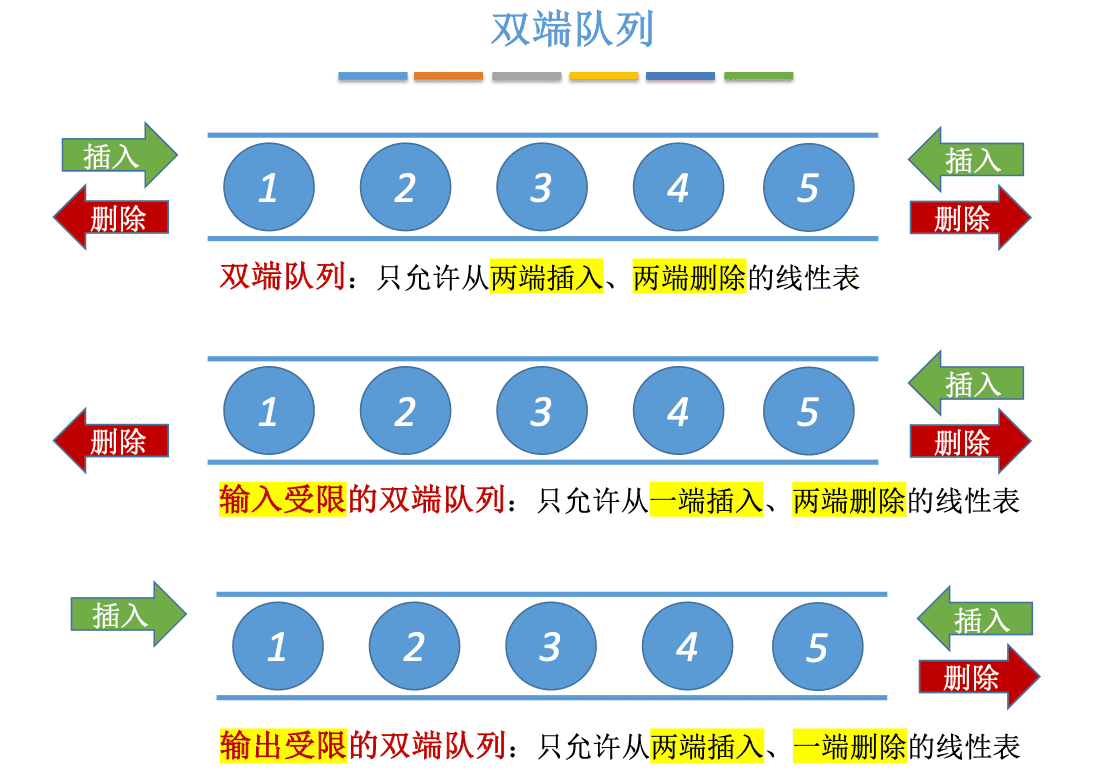 双端队列
插入 插入
1 2 3 4 5
删除 删除
双端队列：只允许从两端插入、两端删除的线性表
插入
1 2 3 4 5
删除 删除
输入受限的双端队列：只允许从一端插入、两端删除的线性表
插入 插入
1 2 3 4 5
删除
输出受限的双端队列：只允许从两端插入、一端删除的线性表